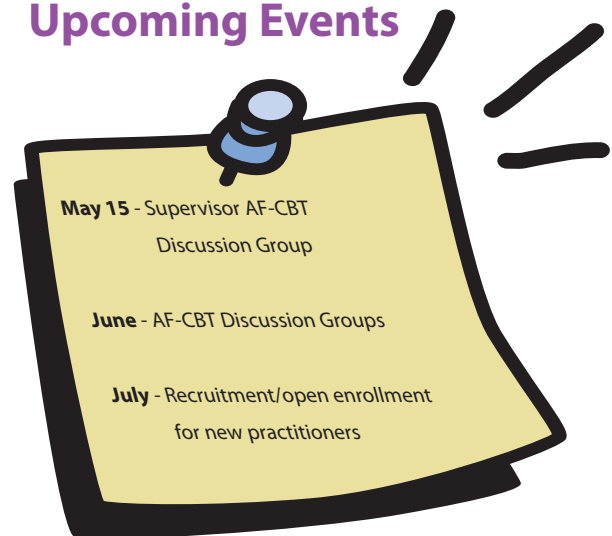 Upcoming Events
May 15 - Supervisor AF-CBT
Discussion Group
June - AF-CBT Discussion Groups
July - Recruitment/open enrollment
for new practitioners